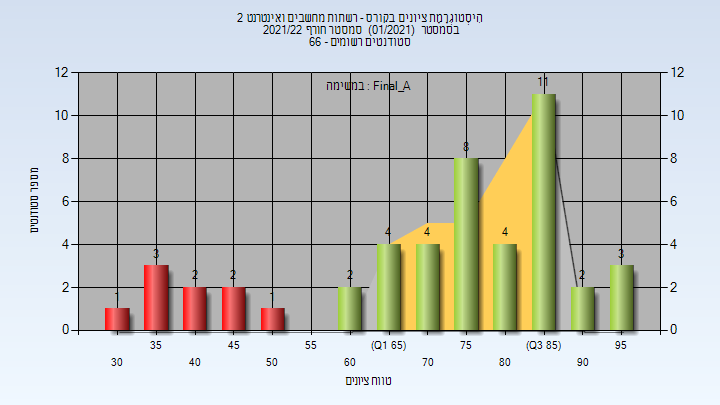 היסטוגרמת ציונים בקורס - רשתות מחשבים ואינטרנט 2
בסמסטר (01/2021) סמסטר חורף 2021/22
סטודנטים רשומים - 66
במשימה : Final_A
מספר סטודנטים
12 12
10 10
8 8
6 6
4 4
2 2
0 0
1 3 2 2 1 2 4 4 8 4 11 2 3
35 45 55 (Q1 65) 75 (Q3 85) 95
30 40 50 60 70 80 90
טווח ציונים